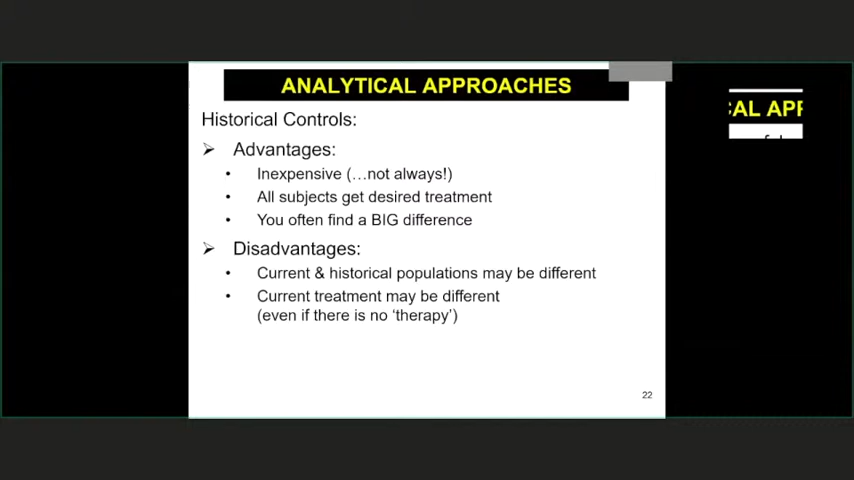 ANALYTICAL APPROACHES
Historical Controls:
➢ Advantages:
• Inexpensive (…not always!)
• All subjects get desired treatment
• You often find a BIG difference
➢ Disadvantages:
• Current & historical populations may be different
• Current treatment may be different
(even if there is no ‘therapy’)
22
CAL APP